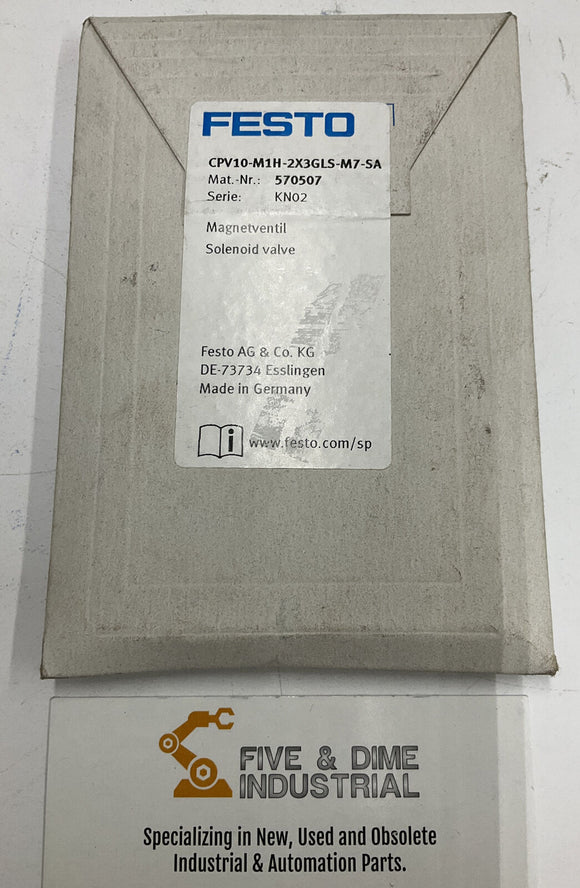 FESTO
CPV10-M1H-2X3GLS-M7-SA
Mat.-Nr.: 570507
Serie: KN02
Magnetventil
Solenoid valve
Festo AG & Co. KG
DE-73734 Esslingen
Made in Germany
www.festo.com/sp
FIVE & DIME
INDUSTRIAL
Specializing in New, Used and Obsolete
Industrial & Automation Parts.